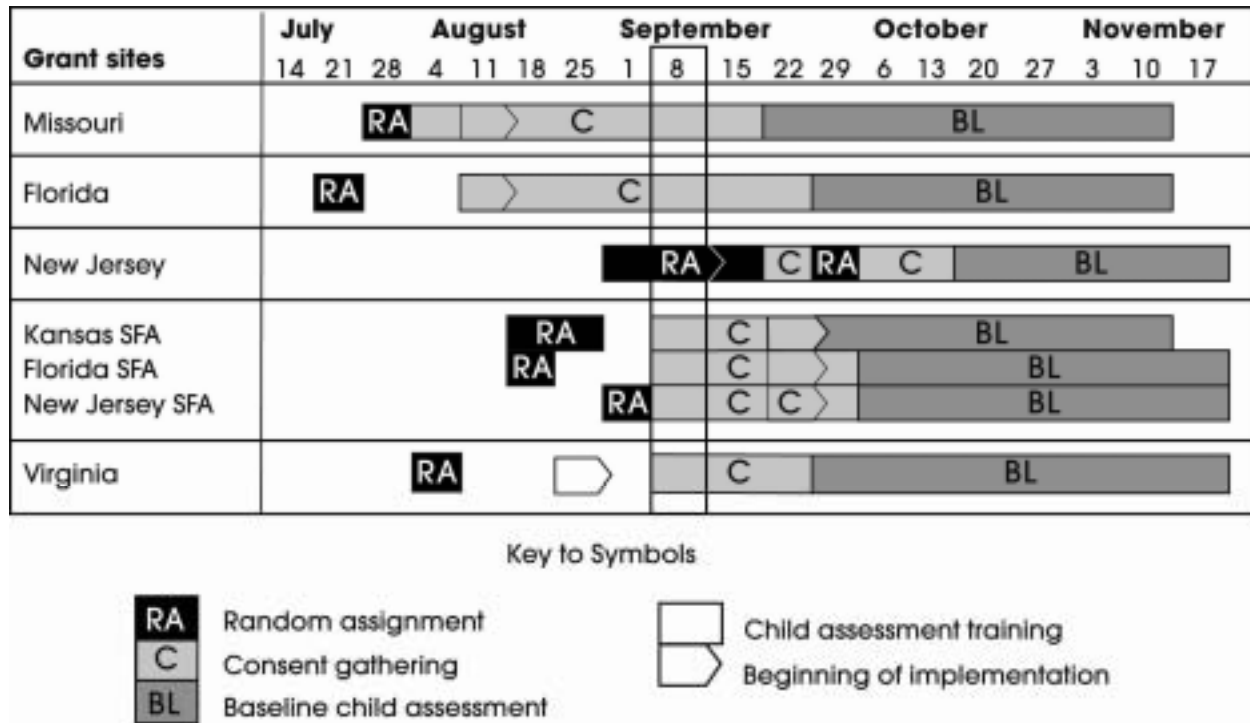 July August September October November
Grant sites
14 21 28 4 11 18 25 1 8 15 22 29 6 13 20 27 3 10 17
Missouri RA C BL
Florida RA C BL
New Jersey RA C RA C BL
Kansas SFA RA C BL
Florida SFA RA C BL
New Jersey SFA RA C C BL
Virginia RA C BL
Key to Symbols
RA Random assignment
C Consent gathering
BL Baseline child assessment
Child assessment training
Beginning of implementation